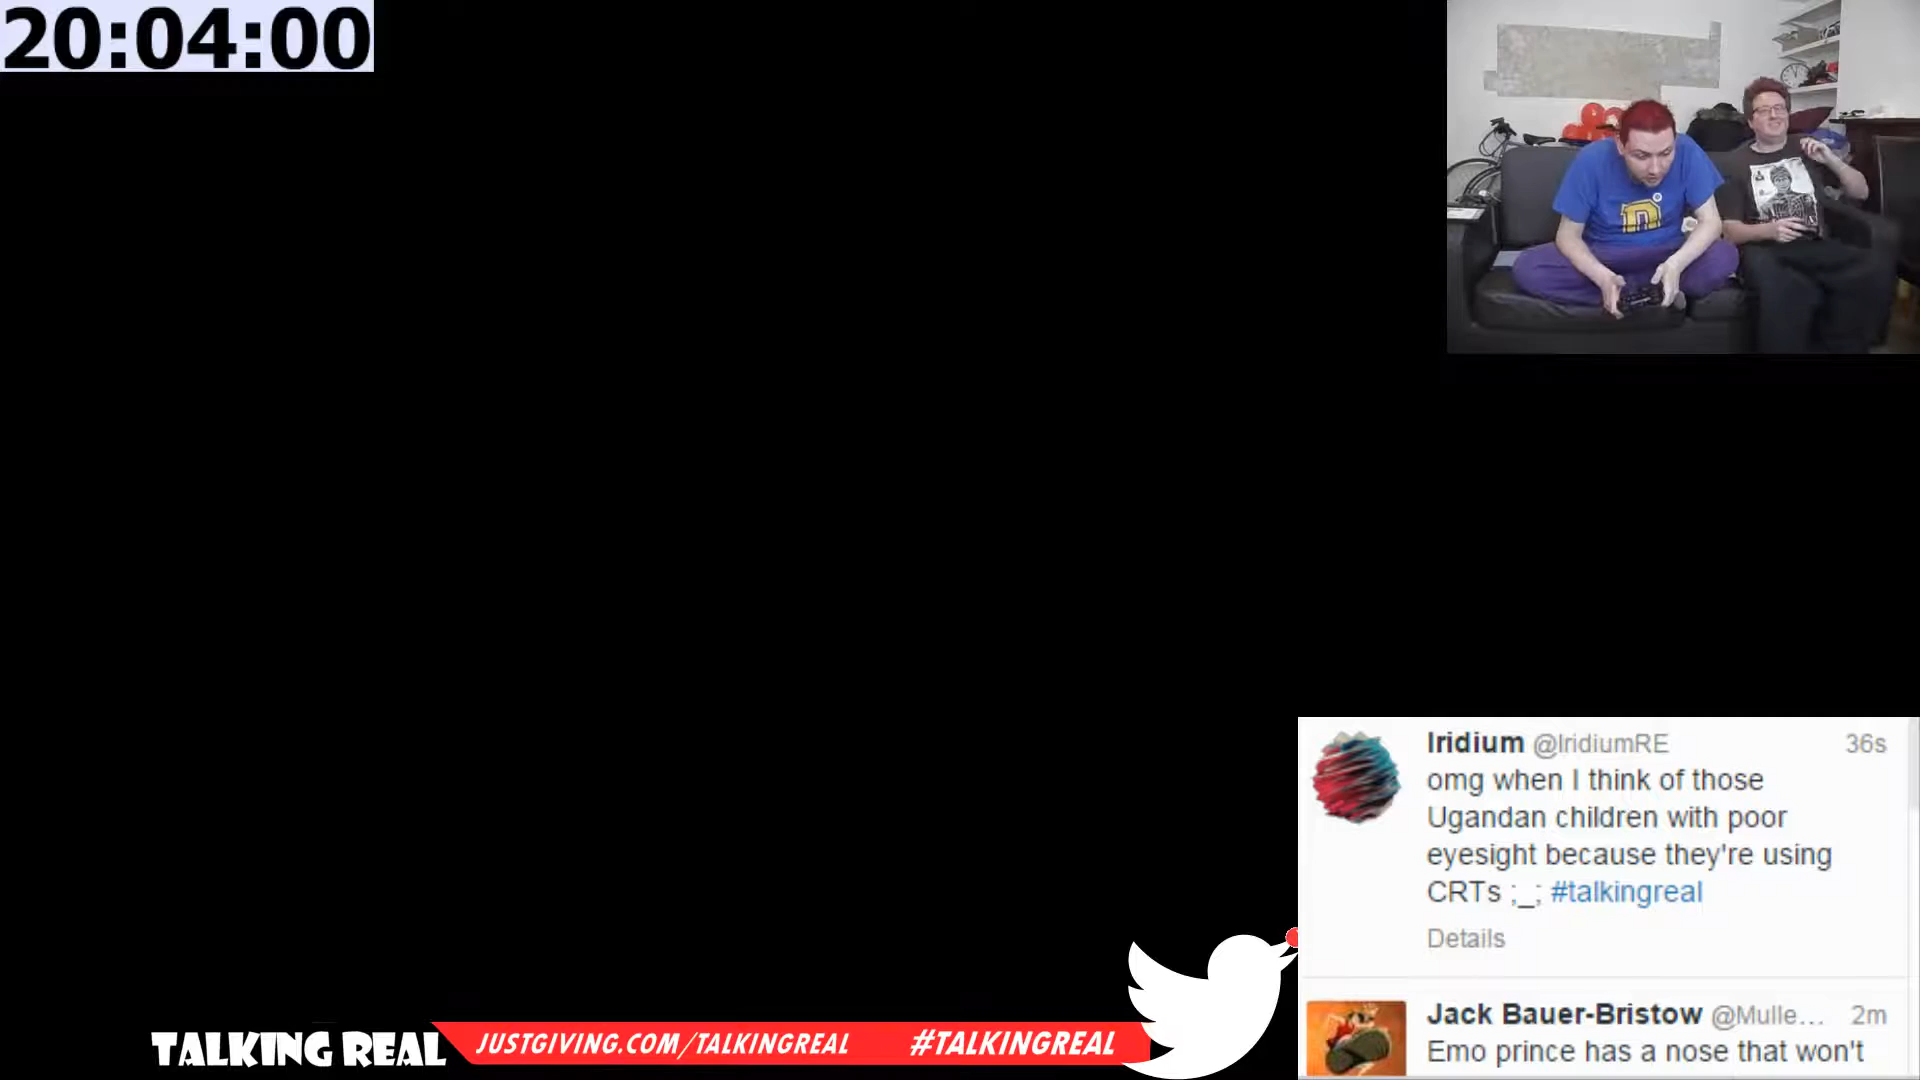 20:04:00
Iridium @IridiumRE 36s
omg when I think of those
Ugandan children with poor
eyesight because they're using
CRTs ;_; #talkingreal
Details
Jack Bauer-Bristow @Mulle... 2m
Emo prince has a nose that won't
TALKING REAL
JUSTGIVING.COM/TALKINGREAL
#TALKINGREAL